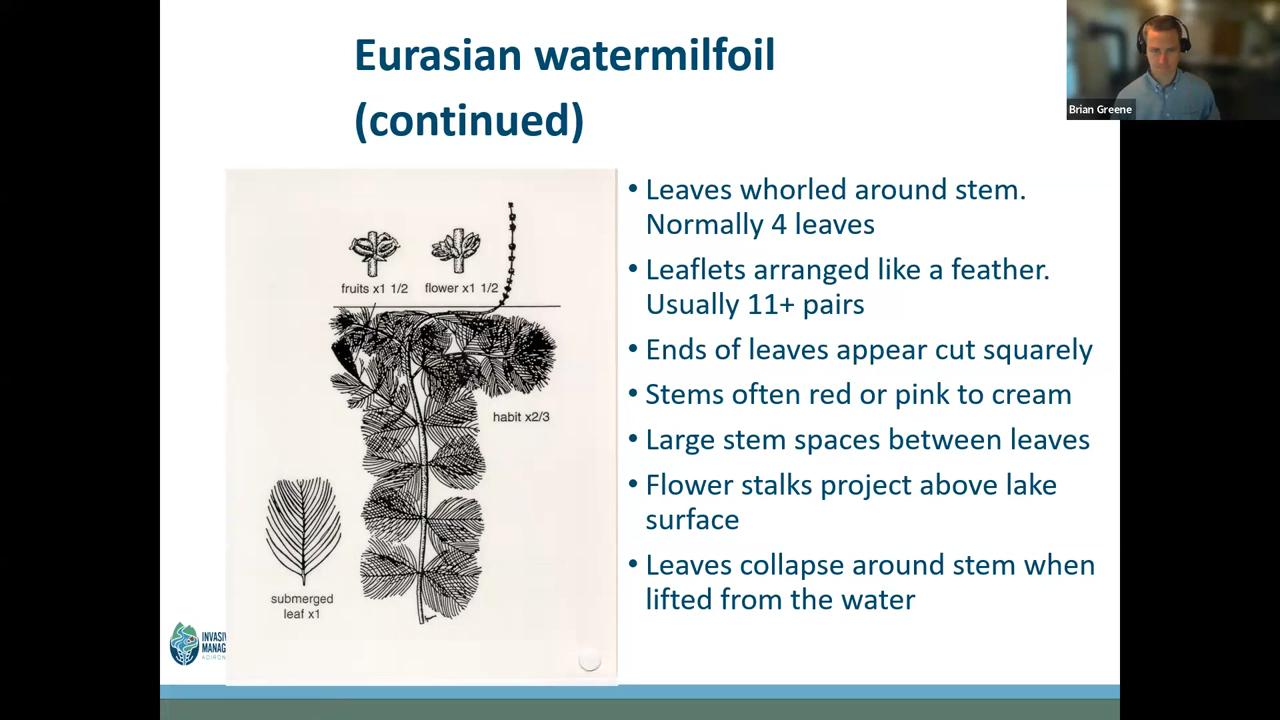 Eurasian watermilfoil
(continued)
Brian Greene
• Leaves whorled around stem.
Normally 4 leaves
• Leaflets arranged like a feather.
Usually 11+ pairs
• Ends of leaves appear cut squarely
• Stems often red or pink to cream
• Large stem spaces between leaves
• Flower stalks project above lake
surface
• Leaves collapse around stem when
lifted from the water
fruits x1 1/2
flower x1 1/2
habit x2/3
submerged
leaf x1